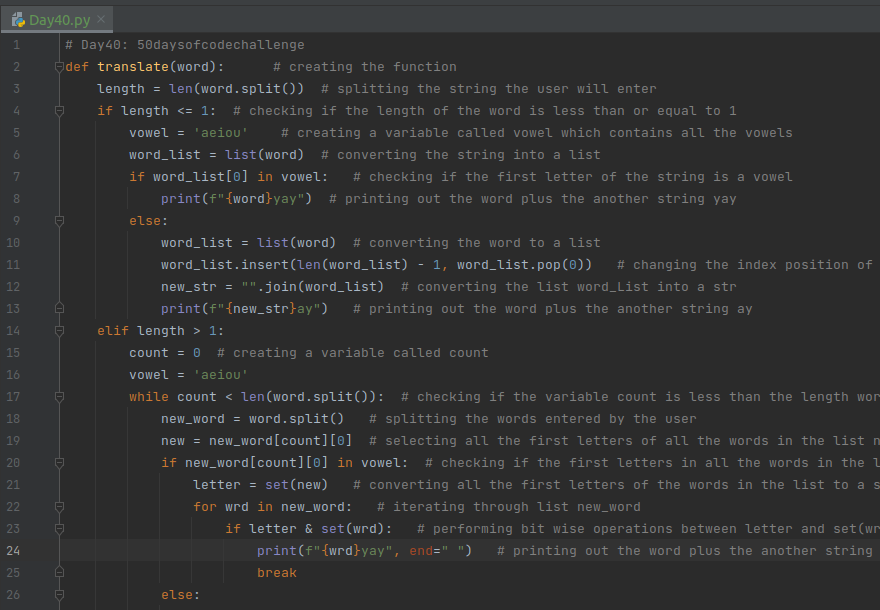 Day40.py ×
1 # Day40: 50daysofcodechallenge
2 def translate(word):      # creating the function
3     length = len(word.split())  # splitting the string the user will enter
4     if length <= 1:  # checking if the length of the word is less than or equal to 1
5         vowel = 'aeiou'    # creating a variable called vowel which contains all the vowels
6         word_list = list(word)  # converting the string into a list
7         if word_list[0] in vowel:   # checking if the first letter of the string is a vowel
8             print(f"{word}yay")  # printing out the word plus the another string yay
9         else:
10             word_list = list(word)  # converting the word to a list
11             word_list.insert(len(word_list) - 1, word_list.pop(0))   # changing the index position of
12             new_str = "".join(word_list)  # converting the list word_List into a str
13             print(f"{new_str}ay")   # printing out the word plus the another string ay
14     elif length > 1:
15         count = 0  # creating a variable called count
16         vowel = 'aeiou'
17         while count < len(word.split()):  # checking if the variable count is less than the length wor
18             new_word = word.split()   # splitting the words entered by the user
19             new = new_word[count][0]  # selecting all the first letters of all the words in the list n
20             if new_word[count][0] in vowel:  # checking if the first letters in all the words in the l
21                 letter = set(new)   # converting all the first letters of the words in the list to a s
22                 for wrd in new_word:   # iterating through list new_word
23                     if letter & set(wrd):   # performing bit wise operations between letter and set(wr
24                         print(f"{wrd}yay", end=" ")   # printing out the word plus the another string
25                         break
26             else: